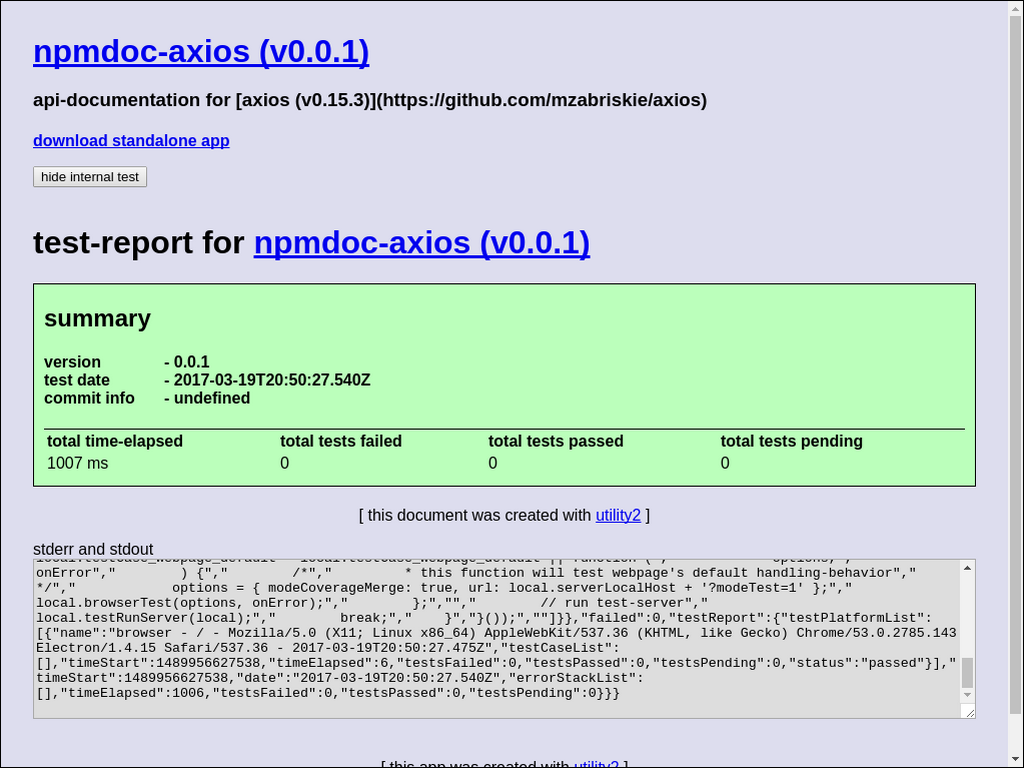 npmdoc-axios (v0.0.1)
api-documentation for [axios (v0.15.3)](https://github.com/mzabriskie/axios)
download standalone app
hide internal test
test-report for npmdoc-axios (v0.0.1)
summary
version - 0.0.1
test date - 2017-03-19T20:50:27.540Z
commit info - undefined
total time-elapsed total tests failed total tests passed total tests pending
1007 ms 0 0 0
[ this document was created with utility2 ]
stderr and stdout
onError","        ) {","        /*","         * this function will test webpage's default handling-behavior","
*/","            options = { modeCoverageMerge: true, url: local.serverLocalHost + '?modeTest=1' };","
local.browserTest(options, onError);","        };","","        // run test-server","
local.testRunServer(local);","        break;","    }","}());",""]}},"failed":0,"testReport":{"testPlatformList":
[{"name":"browser - / - Mozilla/5.0 (X11; Linux x86_64) AppleWebKit/537.36 (KHTML, like Gecko) Chrome/53.0.2785.143
Electron/1.4.15 Safari/537.36 - 2017-03-19T20:50:27.475Z","testCaseList":
[],"timeStart":1489956627538,"timeElapsed":6,"testsFailed":0,"testsPassed":0,"testsPending":0,"status":"passed"}],"
timeStart":1489956627538,"date":"2017-03-19T20:50:27.540Z","errorStackList":
[],"timeElapsed":1006,"testsFailed":0,"testsPassed":0,"testsPending":0}}}
[ this app was created with utility2 ]